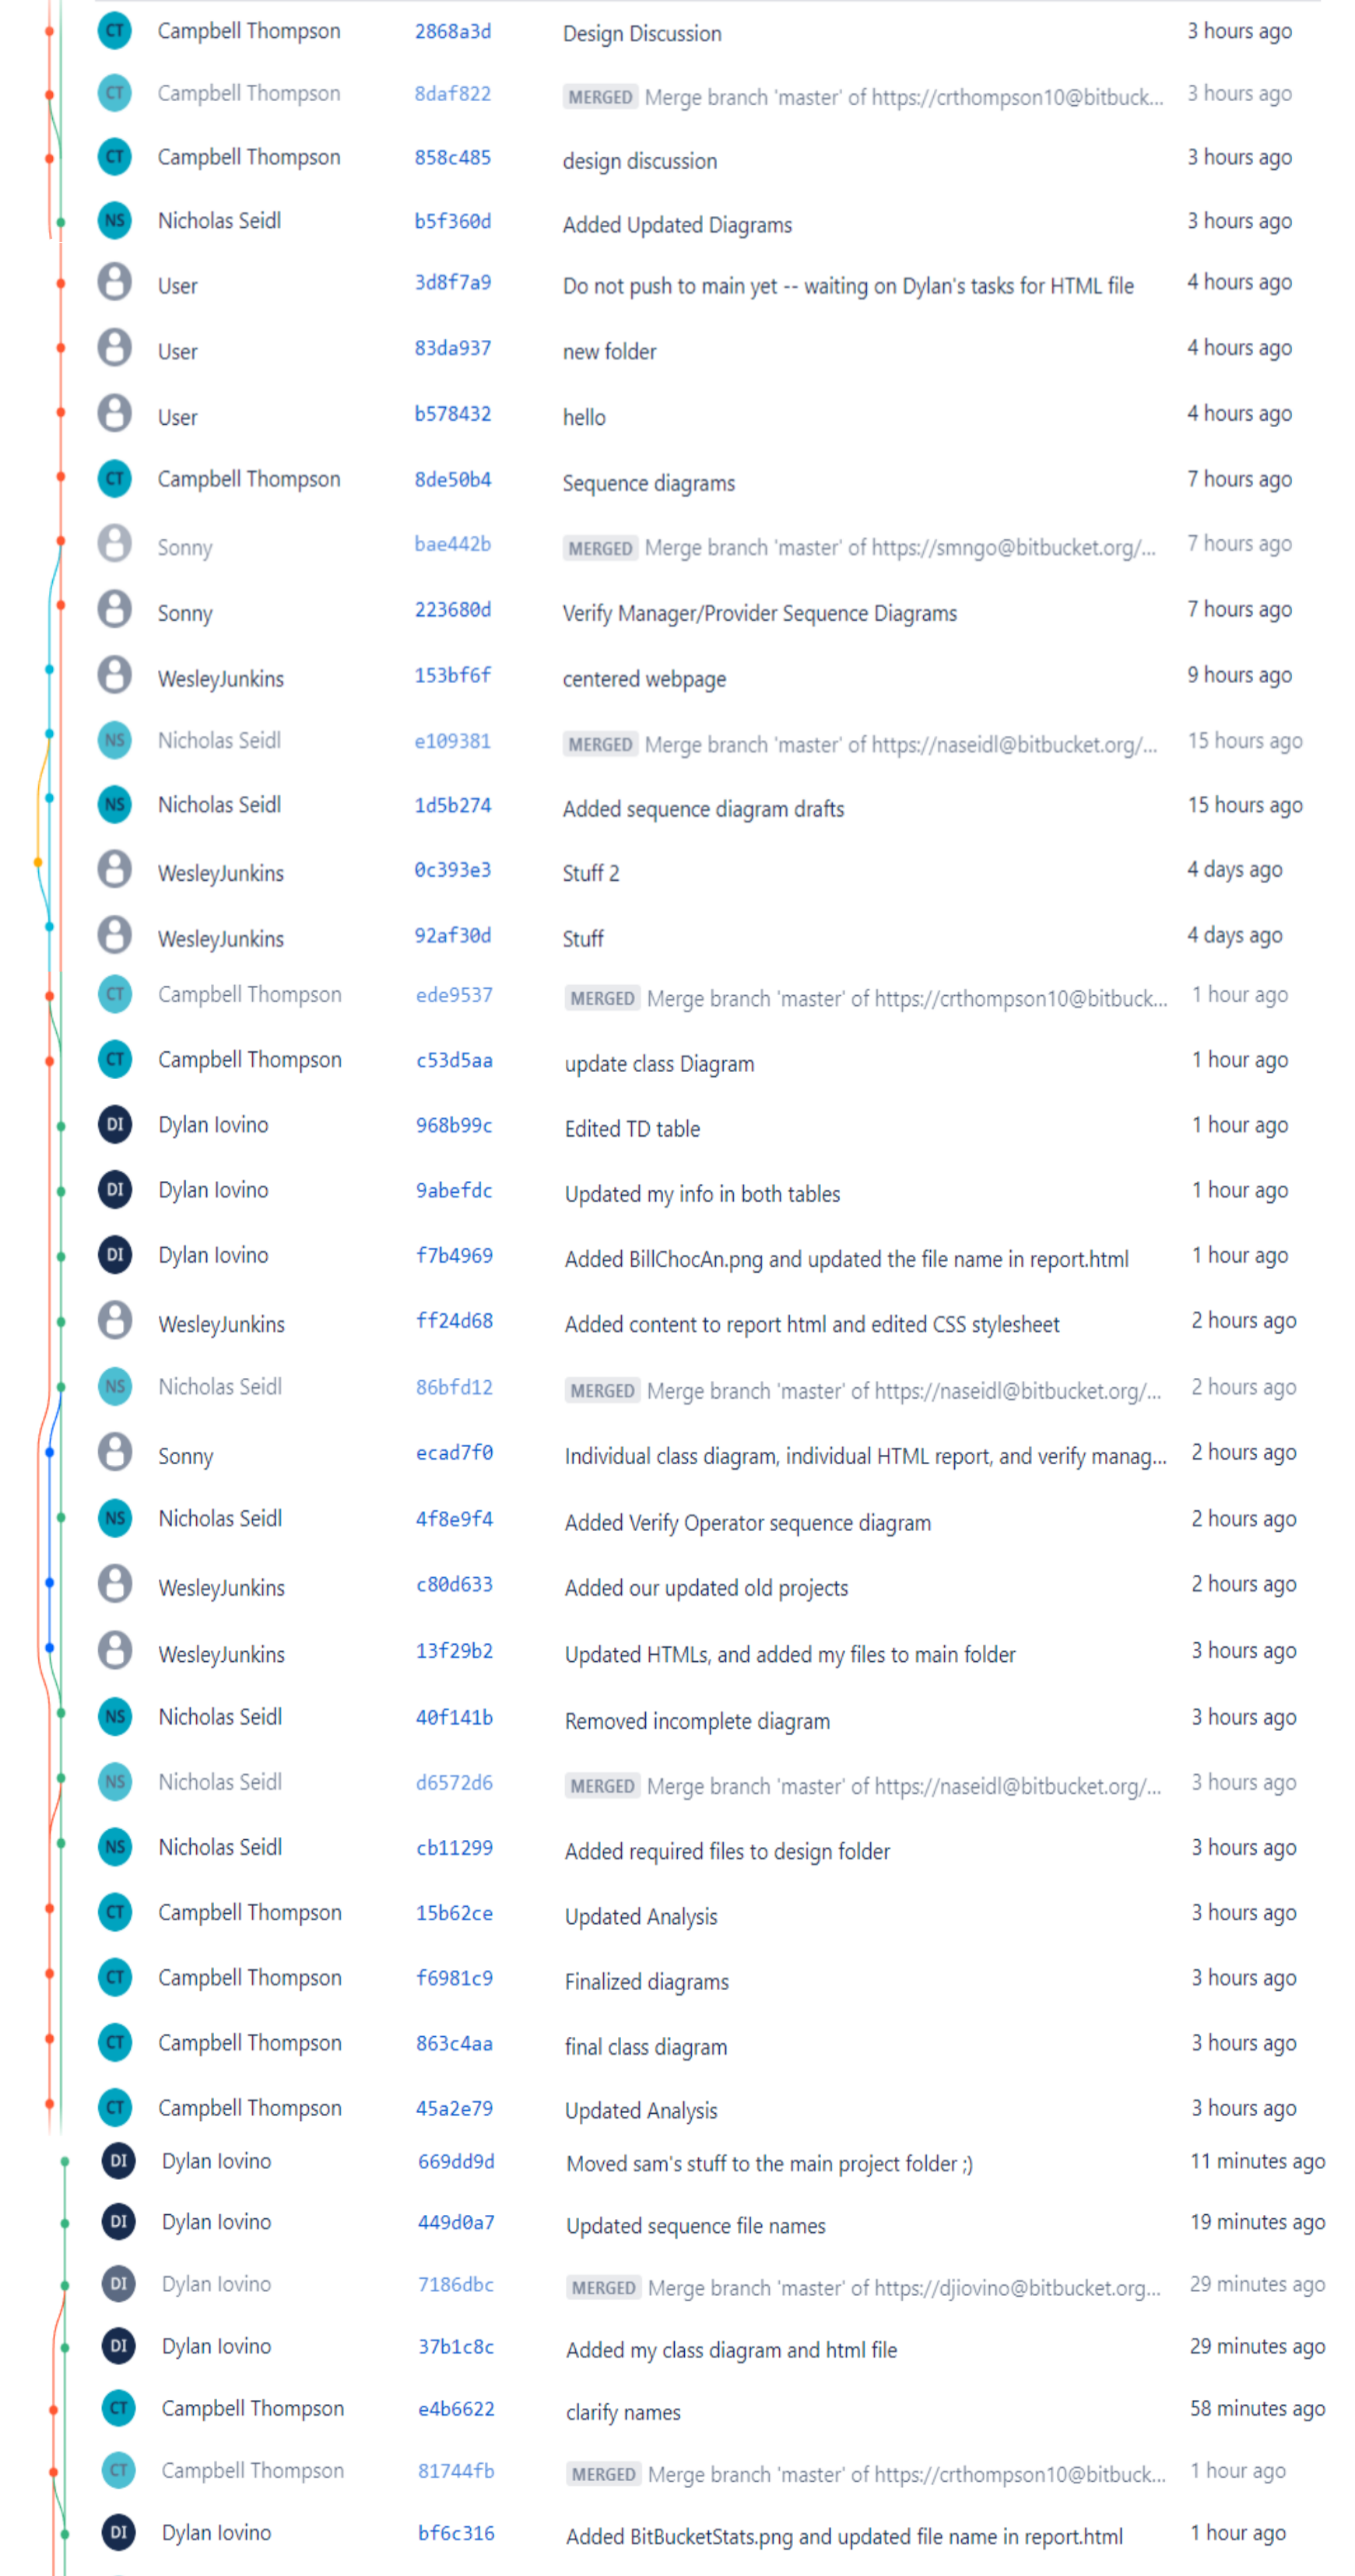 CT Campbell Thompson 2868a3d Design Discussion 3 hours ago
CT Campbell Thompson 8daf822 MERGED Merge branch 'master' of https://crthompson10@bitbuck... 3 hours ago
CT Campbell Thompson 858c485 design discussion 3 hours ago
NS Nicholas Seidl b5f360d Added Updated Diagrams 3 hours ago
User 3d8f7a9 Do not push to main yet -- waiting on Dylan's tasks for HTML file 4 hours ago
User 83da937 new folder 4 hours ago
User b578432 hello 4 hours ago
CT Campbell Thompson 8de50b4 Sequence diagrams 7 hours ago
Sonny bae442b MERGED Merge branch 'master' of https://smngo@bitbucket.org/... 7 hours ago
Sonny 223680d Verify Manager/Provider Sequence Diagrams 7 hours ago
WesleyJunkins 153bf6f centered webpage 9 hours ago
NS Nicholas Seidl e109381 MERGED Merge branch 'master' of https://naseidl@bitbucket.org/... 15 hours ago
NS Nicholas Seidl 1d5b274 Added sequence diagram drafts 15 hours ago
WesleyJunkins 0c393e3 Stuff 2 4 days ago
WesleyJunkins 92af30d Stuff 4 days ago
CT Campbell Thompson ede9537 MERGED Merge branch 'master' of https://crthompson10@bitbuck... 1 hour ago
CT Campbell Thompson c53d5aa update class Diagram 1 hour ago
DI Dylan Iovino 968b99c Edited TD table 1 hour ago
DI Dylan Iovino 9abefdc Updated my info in both tables 1 hour ago
DI Dylan Iovino f7b4969 Added BillChocAn.png and updated the file name in report.html 1 hour ago
WesleyJunkins ff24d68 Added content to report html and edited CSS stylesheet 2 hours ago
NS Nicholas Seidl 86bfd12 MERGED Merge branch 'master' of https://naseidl@bitbucket.org/... 2 hours ago
Sonny ecad7f0 Individual class diagram, individual HTML report, and verify manag... 2 hours ago
NS Nicholas Seidl 4f8e9f4 Added Verify Operator sequence diagram 2 hours ago
WesleyJunkins c80d633 Added our updated old projects 2 hours ago
WesleyJunkins 13f29b2 Updated HTMLs, and added my files to main folder 3 hours ago
NS Nicholas Seidl 40f141b Removed incomplete diagram 3 hours ago
NS Nicholas Seidl d6572d6 MERGED Merge branch 'master' of https://naseidl@bitbucket.org/... 3 hours ago
NS Nicholas Seidl cb11299 Added required files to design folder 3 hours ago
CT Campbell Thompson 15b62ce Updated Analysis 3 hours ago
CT Campbell Thompson f6981c9 Finalized diagrams 3 hours ago
CT Campbell Thompson 863c4aa final class diagram 3 hours ago
CT Campbell Thompson 45a2e79 Updated Analysis 3 hours ago
DI Dylan Iovino 669dd9d Moved sam's stuff to the main project folder ;) 11 minutes ago
DI Dylan Iovino 449d0a7 Updated sequence file names 19 minutes ago
DI Dylan Iovino 7186dbc MERGED Merge branch 'master' of https://djiovino@bitbucket.org... 29 minutes ago
DI Dylan Iovino 37b1c8c Added my class diagram and html file 29 minutes ago
CT Campbell Thompson e4b6622 clarify names 58 minutes ago
CT Campbell Thompson 81744fb MERGED Merge branch 'master' of https://crthompson10@bitbuck... 1 hour ago
DI Dylan Iovino bf6c316 Added BitBucketStats.png and updated file name in report.html 1 hour ago